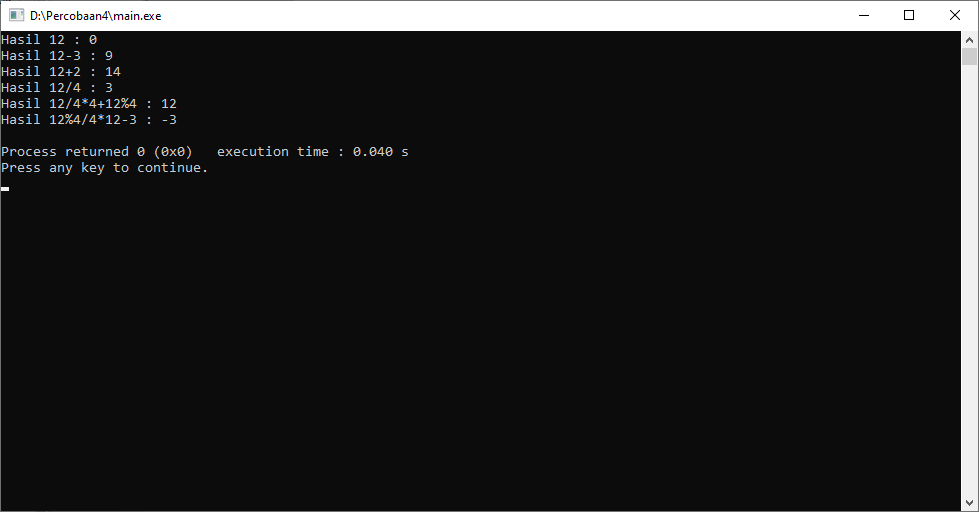 D:\Percobaan4\main.exe
Hasil 12 : 0
Hasil 12-3 : 9
Hasil 12+2 : 14
Hasil 12/4 : 3
Hasil 12/4*4+12%4 : 12
Hasil 12%4/4*12-3 : -3
Process returned 0 (0x0)   execution time : 0.040 s
Press any key to continue.